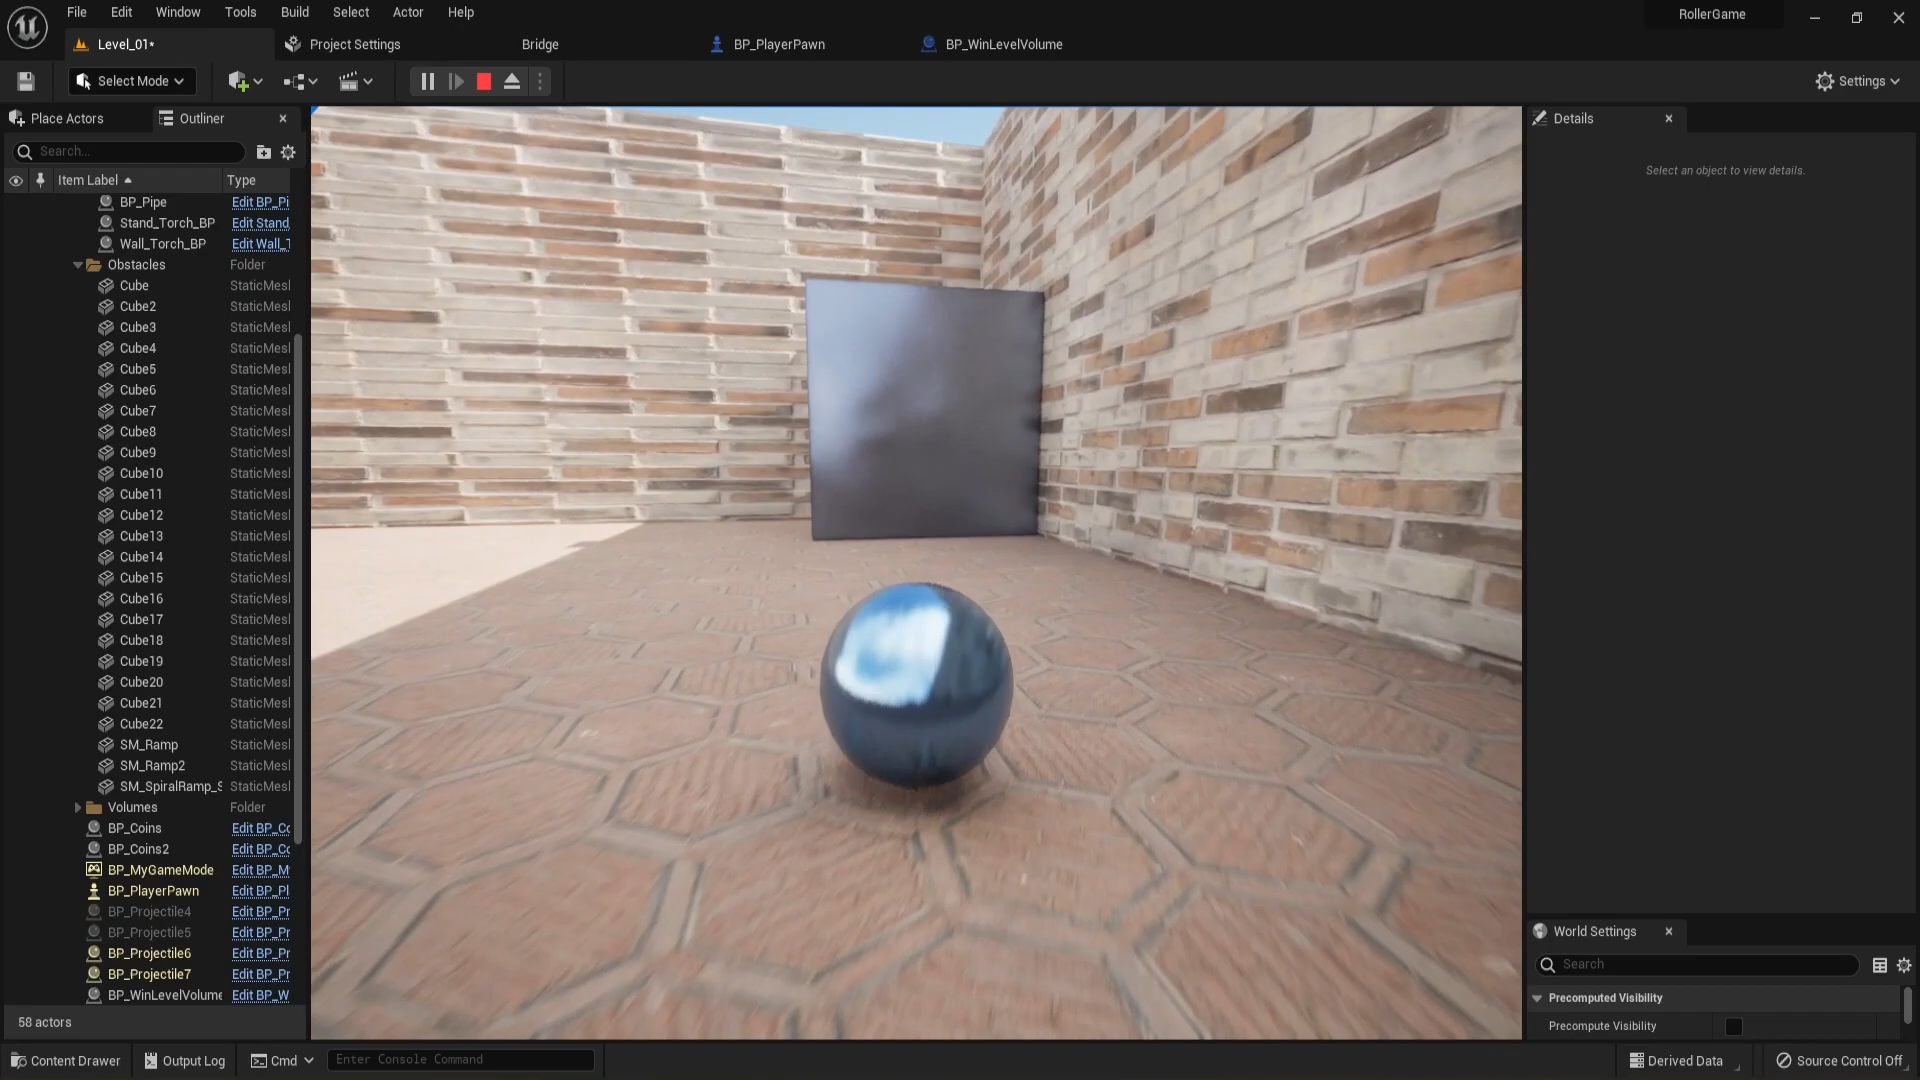 File Edit Window Tools Build Select Actor Help
RollerGame
Level_01*
Project Settings
Bridge
BP_PlayerPawn
BP_WinLevelVolume
Select Mode
Settings
Place Actors
Outliner
Search...
Item Label
Type
BP_Pipe Edit BP_Pi
Stand_Torch_BP Edit Stand_
Wall_Torch_BP Edit Wall_T
Obstacles Folder
Cube StaticMesl
Cube2 StaticMesl
Cube3 StaticMesl
Cube4 StaticMesl
Cube5 StaticMesl
Cube6 StaticMesl
Cube7 StaticMesl
Cube8 StaticMesl
Cube9 StaticMesl
Cube10 StaticMesl
Cube11 StaticMesl
Cube12 StaticMesl
Cube13 StaticMesl
Cube14 StaticMesl
Cube15 StaticMesl
Cube16 StaticMesl
Cube17 StaticMesl
Cube18 StaticMesl
Cube19 StaticMesl
Cube20 StaticMesl
Cube21 StaticMesl
Cube22 StaticMesl
SM_Ramp StaticMesl
SM_Ramp2 StaticMesl
SM_SpiralRamp_S StaticMesl
Volumes Folder
BP_Coins Edit BP_Co
BP_Coins2 Edit BP_Co
BP_MyGameMode Edit BP_M
BP_PlayerPawn Edit BP_Pl
BP_Projectile4 Edit BP_Pr
BP_Projectile5 Edit BP_Pr
BP_Projectile6 Edit BP_Pr
BP_Projectile7 Edit BP_Pr
BP_WinLevelVolume Edit BP_W
58 actors
Details
Select an object to view details.
World Settings
Search
Precomputed Visibility
Precompute Visibility
Content Drawer
Output Log
Cmd
Enter Console Command
Derived Data
Source Control Off